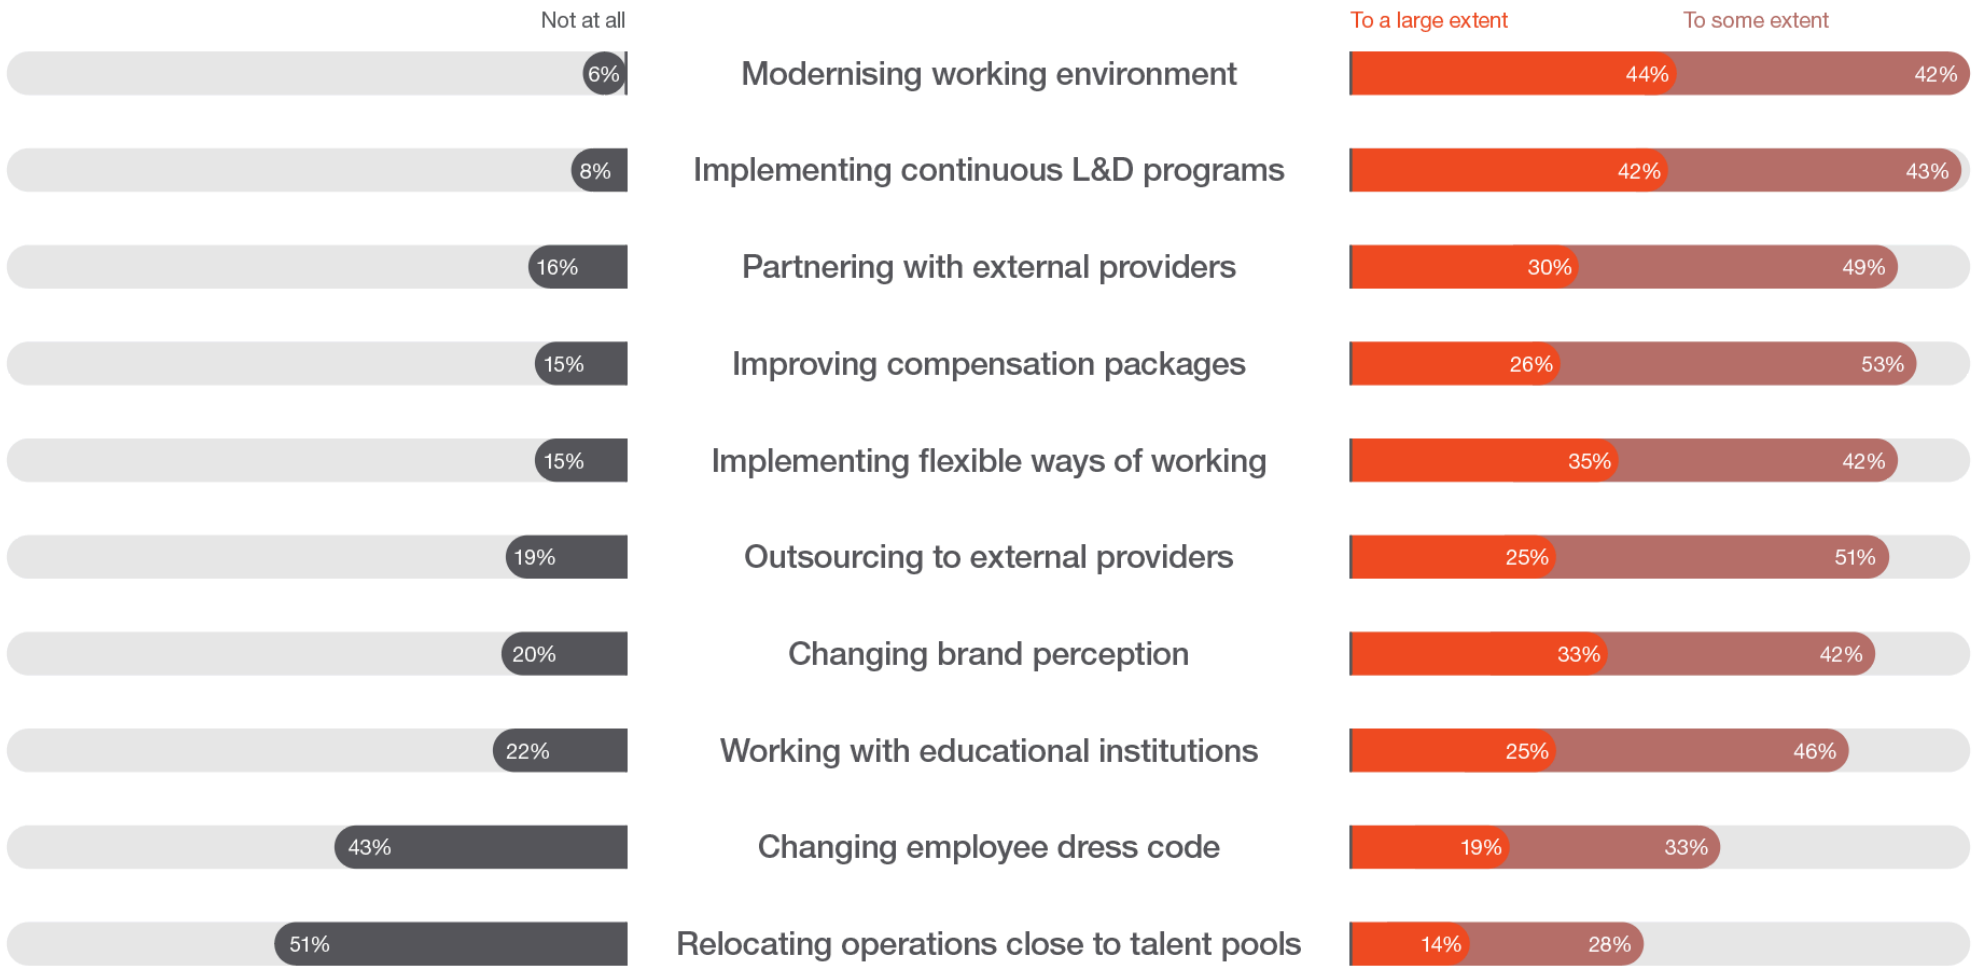 Not at all To a large extent To some extent
6% Modernising working environment 44% 42%
8% Implementing continuous L&D programs 42% 43%
16% Partnering with external providers 30% 49%
15% Improving compensation packages 26% 53%
15% Implementing flexible ways of working 35% 42%
19% Outsourcing to external providers 25% 51%
20% Changing brand perception 33% 42%
22% Working with educational institutions 25% 46%
43% Changing employee dress code 19% 33%
51% Relocating operations close to talent pools 14% 28%